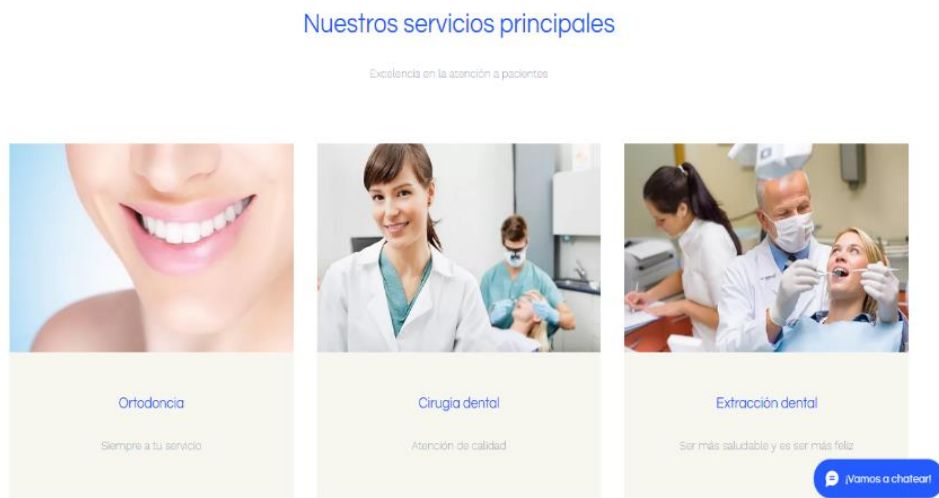 Nuestros servicios principales
Excelencia en la atención a pacientes
Ortodoncia
Siempre a tu servicio
Cirugía dental
Atención de calidad
Extracción dental
Ser más saludable y es ser más feliz
¡Vamos a chatear!